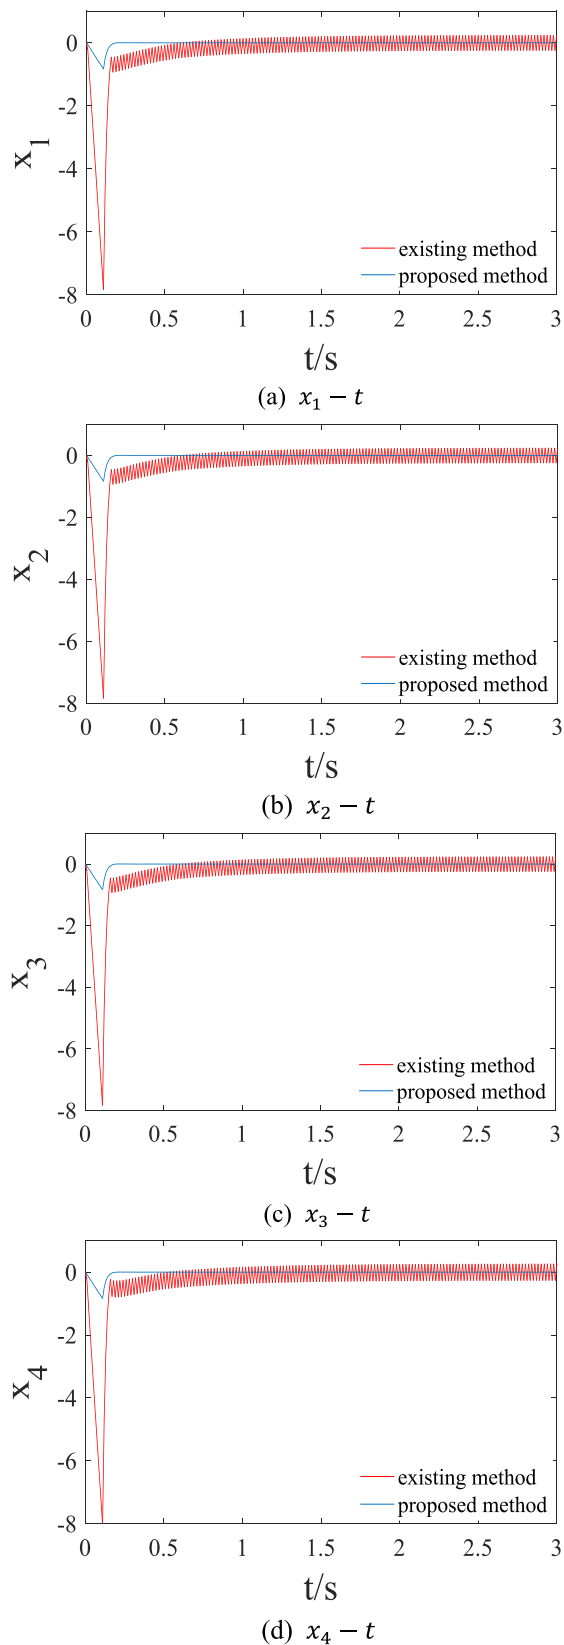 0
-2
-4
-6
-8
x1
existing method
proposed method
0 0.5 1 1.5 2 2.5 3
t/s
(a) x₁ − t
0
-2
-4
-6
-8
x2
existing method
proposed method
0 0.5 1 1.5 2 2.5 3
t/s
(b) x₂ − t
0
-2
-4
-6
-8
x3
existing method
proposed method
0 0.5 1 1.5 2 2.5 3
t/s
(c) x₃ − t
0
-2
-4
-6
-8
x4
existing method
proposed method
0 0.5 1 1.5 2 2.5 3
t/s
(d) x₄ − t